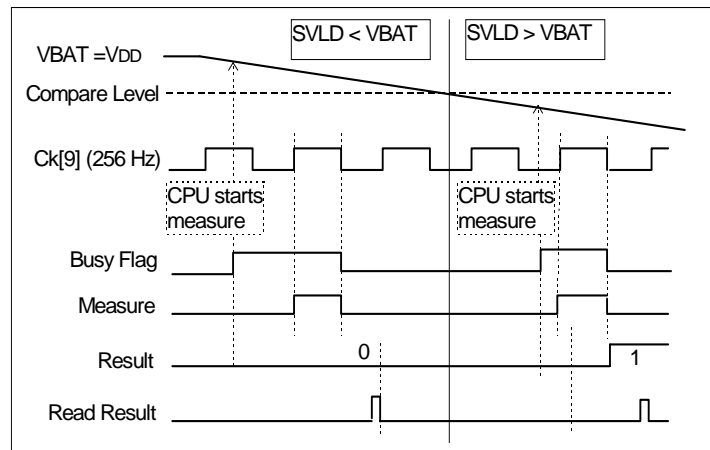 SVLD < VBAT
SVLD > VBAT
VBAT =VDD
Compare Level
Ck[9] (256 Hz)
CPU starts
measure
CPU starts
measure
Busy Flag
Measure
Result
0
1
Read Result